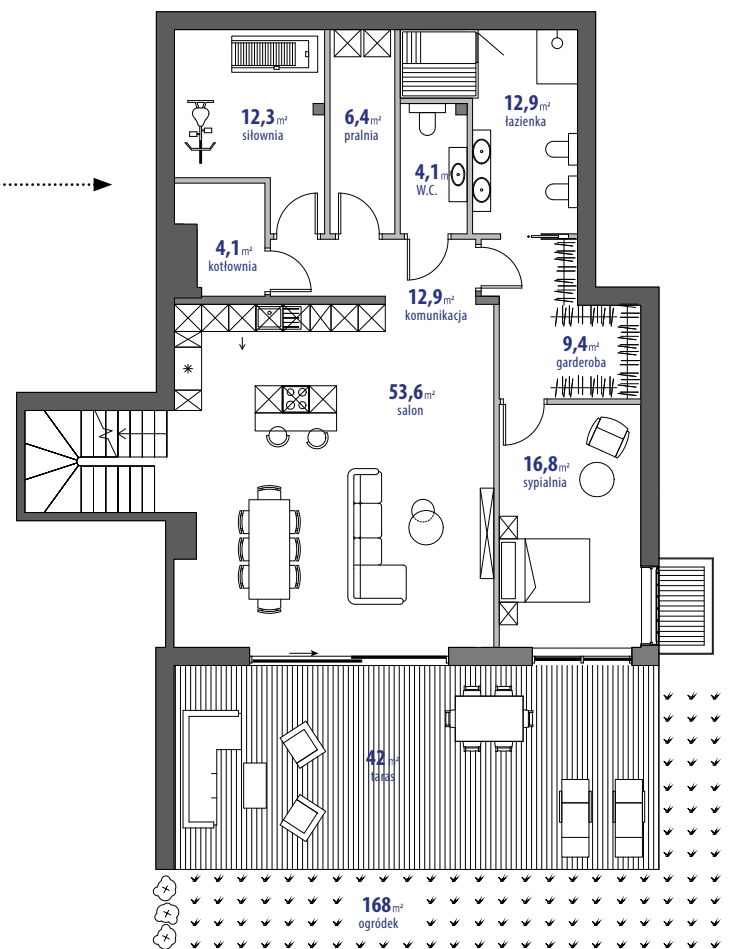 12,3 m²
siłownia
6,4 m²
pralnia
12,9 m²
łazienka
4,1 m²
W.C.
4,1 m²
kotłownia
12,9 m²
komunikacja
9,4 m²
garderoba
53,6 m²
salon
16,8 m²
sypialnia
42 m²
taras
168 m²
ogródek